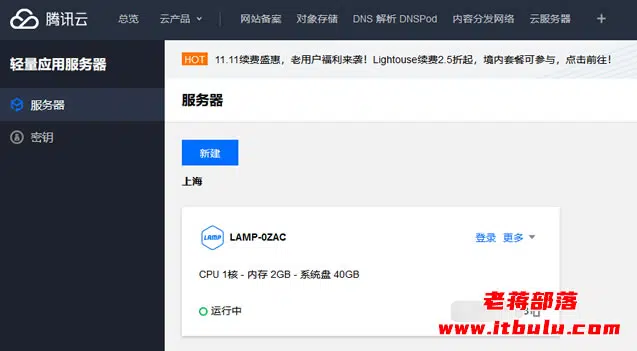 腾讯云 总览 云产品 网站备案 对象存储 DNS 解析 DNSPod 内容分发网络 云服务器 +
轻量应用服务器
HOT 11.11续费盛惠，老用户福利来袭！Lightouse续费2.5折起，境内套餐可参与，点击前往！
服务器
服务器
密钥
新建
上海
LAMP LAMP-0ZAC 登录 更多
CPU 1核 - 内存 2GB - 系统盘 40GB
运行中
老蒋部落
www.itbulu.com